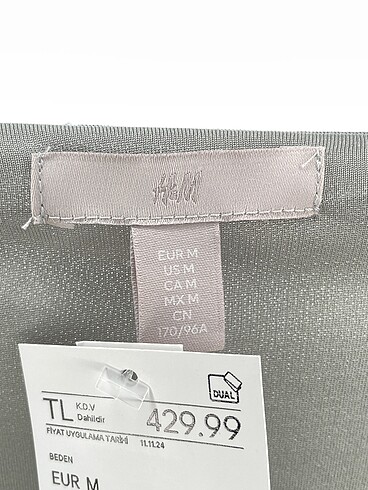 H&M
EUR M
US M
CA M
MX M
CN
170/96A
DUAL
TL K.D.V Dahildir 429.99
FİYAT UYGULAMA TARİHİ 11.11.24
BEDEN
EUR M